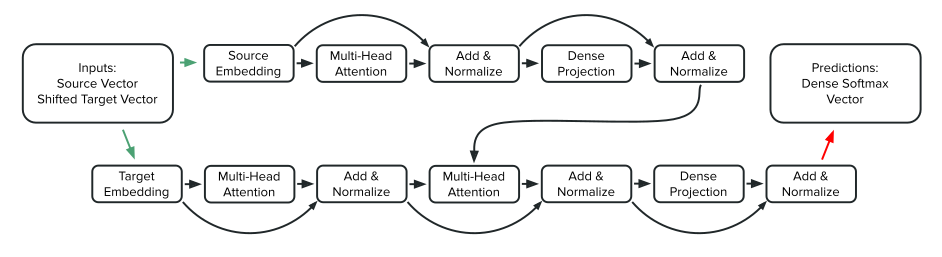 Inputs:
Source Vector
Shifted Target Vector
Source
Embedding
Multi-Head
Attention
Add &
Normalize
Dense
Projection
Add &
Normalize
Predictions:
Dense Softmax
Vector
Target
Embedding
Multi-Head
Attention
Add &
Normalize
Multi-Head
Attention
Add &
Normalize
Dense
Projection
Add &
Normalize